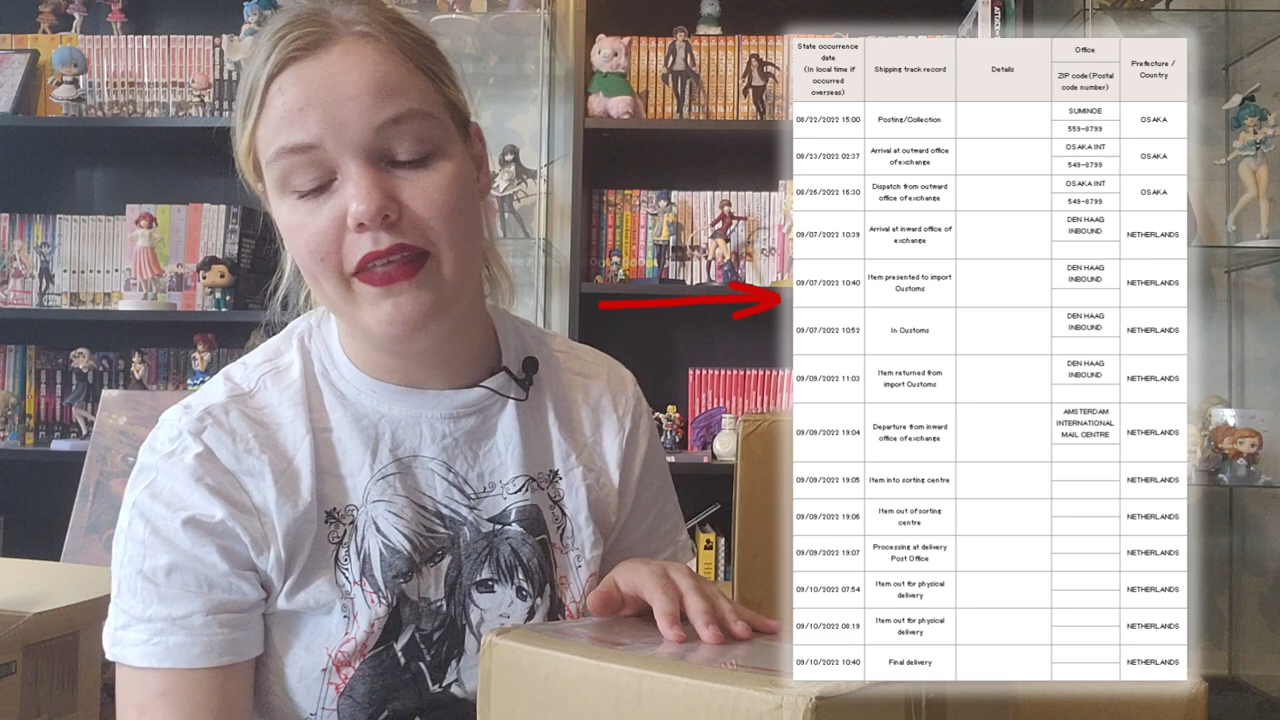 State occurrence
date
(In local time if
occurred
overseas)
Shipping track record
Details
Office
ZIP code(Postal
code number)
Prefecture /
Country
08/22/2022 15:00
Posting/Collection
SUMINOE
559-8799
OSAKA
08/23/2022 02:37
Arrival at outward office
of exchange
OSAKA INT
549-8799
OSAKA
08/26/2022 16:30
Dispatch from outward
office of exchange
OSAKA INT
549-8799
OSAKA
09/07/2022 10:39
Arrival at inward office of
exchange
DEN HAAG
INBOUND
NETHERLANDS
09/07/2022 10:40
Item presented to import
Customs
DEN HAAG
INBOUND
NETHERLANDS
09/07/2022 10:52
In Customs
DEN HAAG
INBOUND
NETHERLANDS
09/09/2022 11:03
Item returned from
import Customs
DEN HAAG
INBOUND
NETHERLANDS
09/09/2022 19:04
Departure from inward
office of exchange
AMSTERDAM
INTERNATIONAL
MAIL CENTRE
NETHERLANDS
09/09/2022 19:05
Item into sorting centre
NETHERLANDS
09/09/2022 19:06
Item out of sorting
centre
NETHERLANDS
09/09/2022 19:07
Processing at delivery
Post Office
NETHERLANDS
09/10/2022 07:54
Item out for physical
delivery
NETHERLANDS
09/10/2022 08:19
Item out for physical
delivery
NETHERLANDS
09/10/2022 10:40
Final delivery
NETHERLANDS